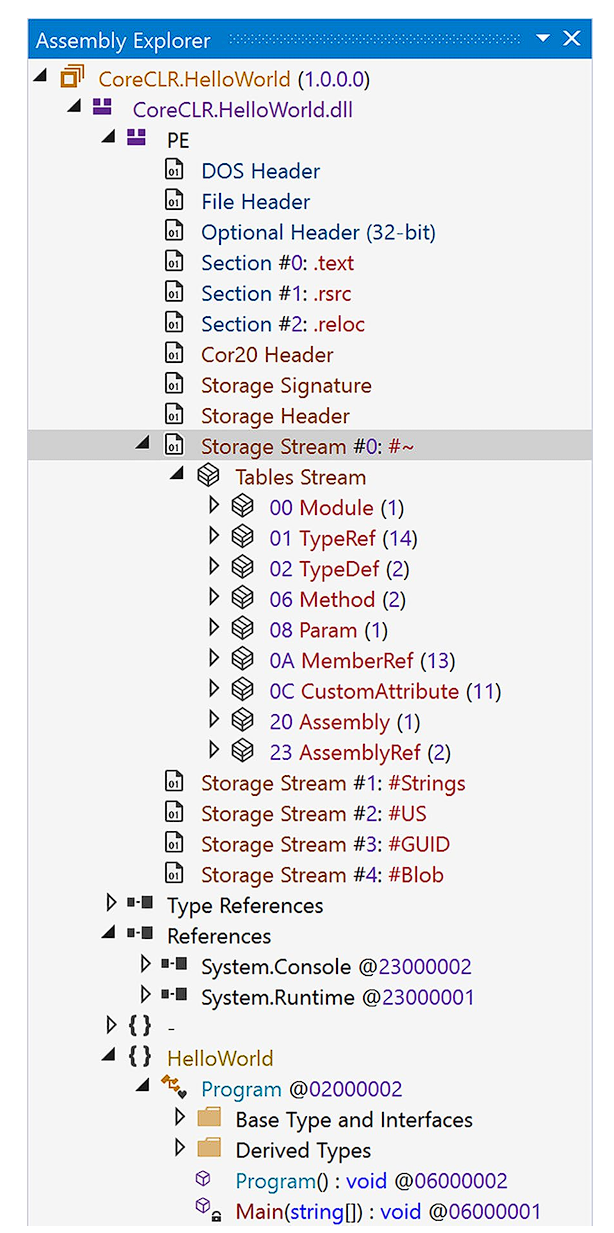 Assembly Explorer
CoreCLR.HelloWorld (1.0.0.0)
CoreCLR.HelloWorld.dll
PE
DOS Header
File Header
Optional Header (32-bit)
Section #0: .text
Section #1: .rsrc
Section #2: .reloc
Cor20 Header
Storage Signature
Storage Header
Storage Stream #0: #~
Tables Stream
00 Module (1)
01 TypeRef (14)
02 TypeDef (2)
06 Method (2)
08 Param (1)
0A MemberRef (13)
0C CustomAttribute (11)
20 Assembly (1)
23 AssemblyRef (2)
Storage Stream #1: #Strings
Storage Stream #2: #US
Storage Stream #3: #GUID
Storage Stream #4: #Blob
Type References
References
System.Console @23000002
System.Runtime @23000001
{ } -
{ } HelloWorld
Program @02000002
Base Type and Interfaces
Derived Types
Program() : void @06000002
Main(string[]) : void @06000001